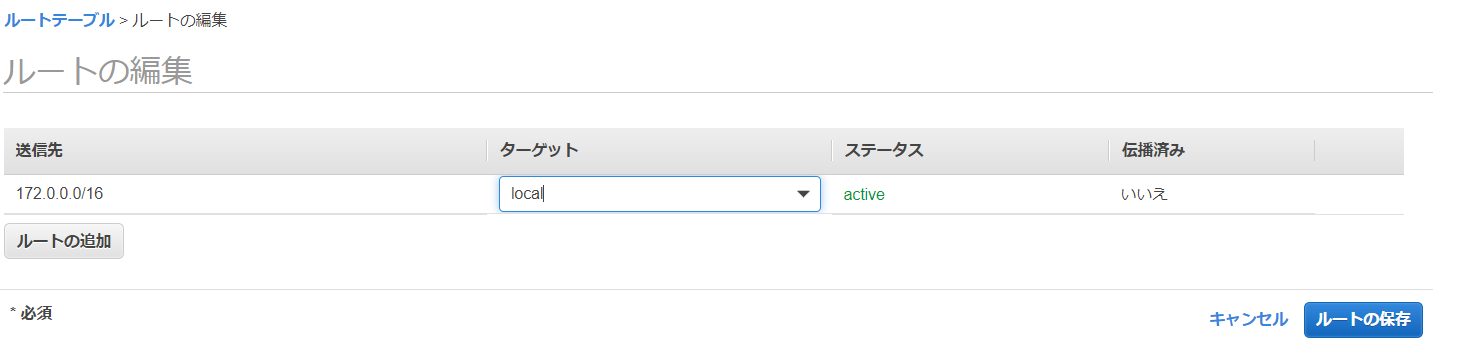 ルートテーブル > ルートの編集
ルートの編集
送信先 ターゲット ステータス 伝播済み
172.0.0.0/16 local active いいえ
ルートの追加
* 必須 キャンセル ルートの保存